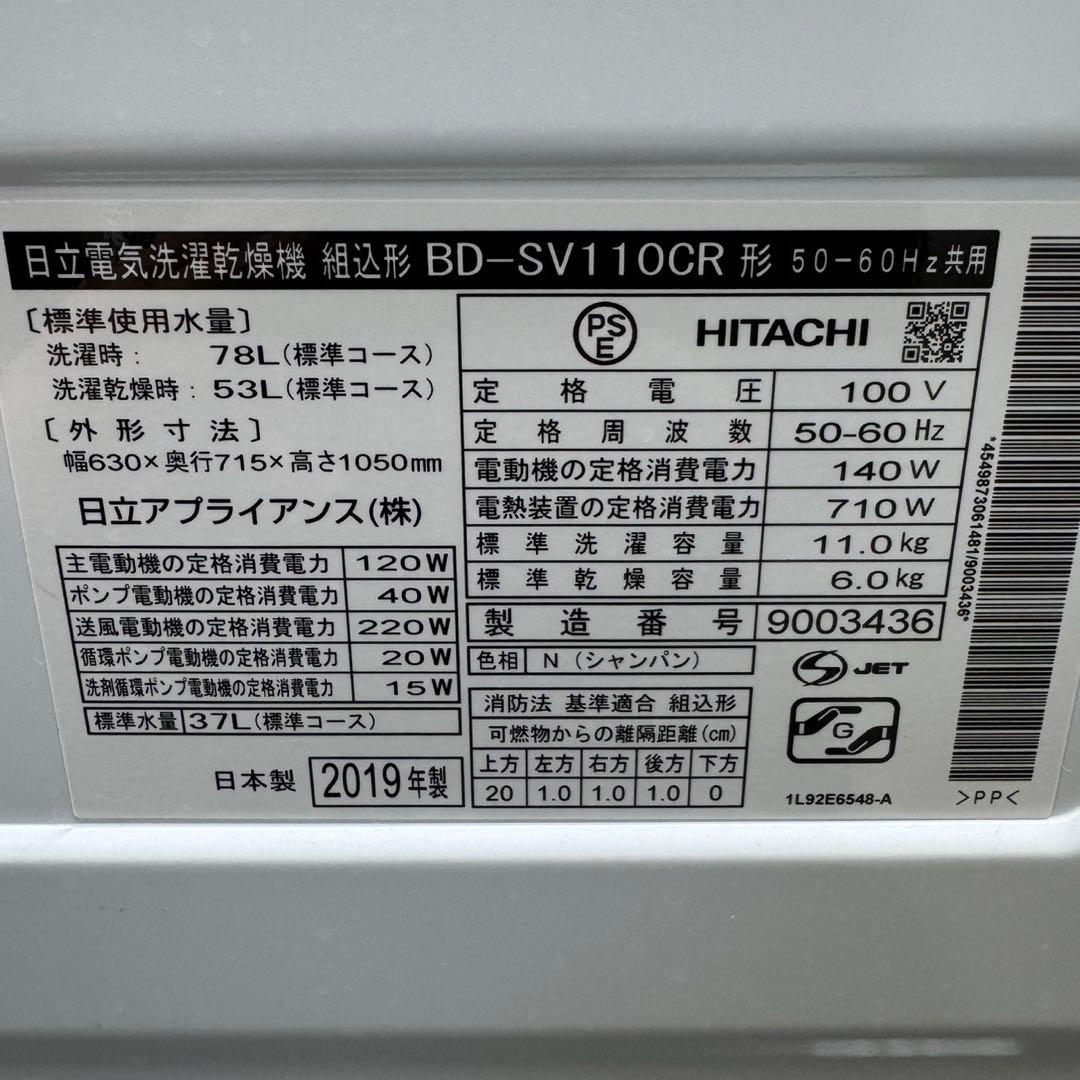 日立電気洗濯乾燥機 組込形 BD-SV110CR 形 50-60Hz共用
〔標準使用水量〕
洗濯時： 78L(標準コース)
洗濯乾燥時：53L(標準コース)
〔外形寸法〕
幅630×奥行715×高さ1050mm
日立アプライアンス(株)
主電動機の定格消費電力 120W
ポンプ電動機の定格消費電力 40W
送風電動機の定格消費電力 220W
循環ポンプ電動機の定格消費電力 20W
洗剤循環ポンプ電動機の定格消費電力 15W
標準水量 37L(標準コース)
日本製 2019年製
PSE HITACHI
定格電圧 100V
定格周波数 50-60Hz
電動機の定格消費電力 140W
電熱装置の定格消費電力 710W
標準洗濯容量 11.0kg
標準乾燥容量 6.0kg
製造番号 9003436
色相 N（シャンパン）
消防法 基準適合 組込形
可燃物からの離隔距離(cm)
上方 左方 右方 後方 下方
20 1.0 1.0 1.0 0
S JET
G
1L92E6548-A
>PP<
*4549873061491/9003436*